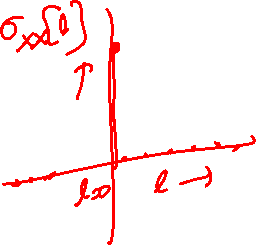 σxx[l]
↑
l=0 l →